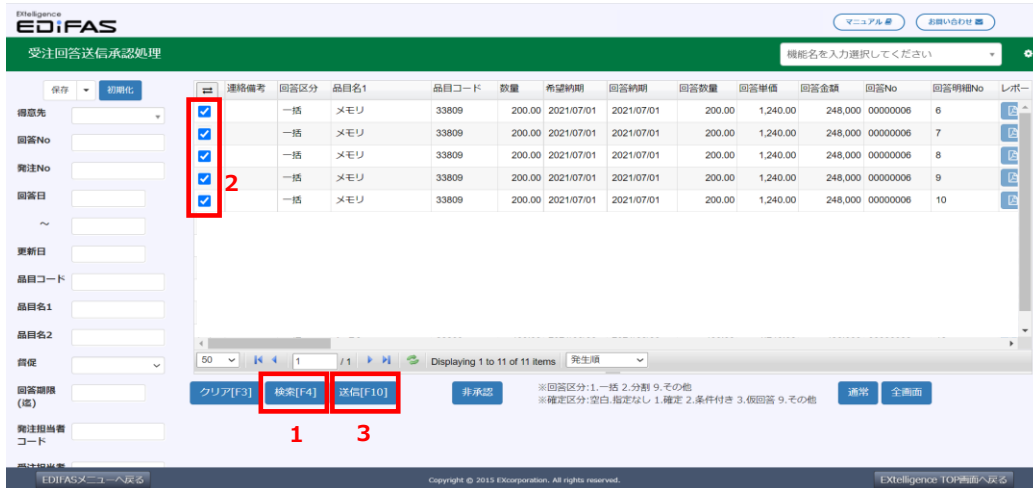 EXtelligence
EDiFAS
マニュアル
お問い合わせ
受注回答送信承認処理
機能名を入力選択してください
保存
初期化
連絡備考 回答区分 品目名1 品目コード 数量 希望納期 回答納期 回答数量 回答単価 回答金額 回答No 回答明細No レポー
一括 メモリ 33809 200.00 2021/07/01 2021/07/01 200.00 1,240.00 248,000 00000006 6
一括 メモリ 33809 200.00 2021/07/01 2021/07/01 200.00 1,240.00 248,000 00000006 7
一括 メモリ 33809 200.00 2021/07/01 2021/07/01 200.00 1,240.00 248,000 00000006 8
一括 メモリ 33809 200.00 2021/07/01 2021/07/01 200.00 1,240.00 248,000 00000006 9
一括 メモリ 33809 200.00 2021/07/01 2021/07/01 200.00 1,240.00 248,000 00000006 10
2
得意先
回答No
発注No
回答日
～
更新日
品目コード
品目名1
品目名2
督促
回答期限
(迄)
発注担当者
コード
50 1 / 1 Displaying 1 to 11 of 11 items 発生順
クリア[F3] 検索[F4] 送信[F10] 非承認
※回答区分:1.一括 2.分割 9.その他
※確定区分:空白.指定なし 1.確定 2.条件付き 3.仮回答 9.その他
通常 全画面
1 3
EDIFASメニューへ戻る
Copyright © 2015 EXcorporation. All rights reserved.
EXtelligence TOP画面へ戻る